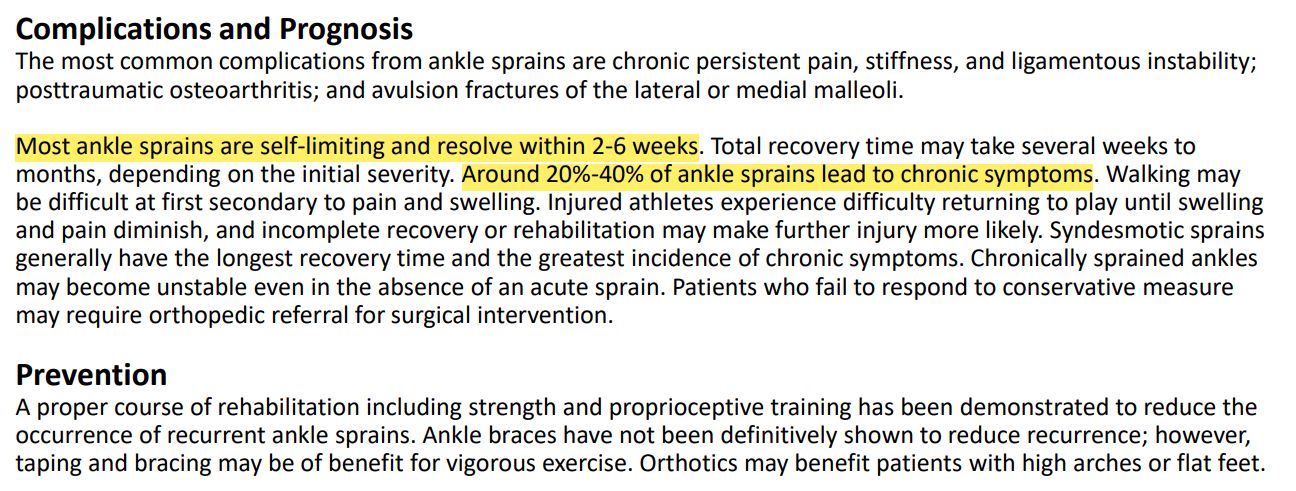 Complications and Prognosis
The most common complications from ankle sprains are chronic persistent pain, stiffness, and ligamentous instability;
posttraumatic osteoarthritis; and avulsion fractures of the lateral or medial malleoli.
Most ankle sprains are self-limiting and resolve within 2-6 weeks. Total recovery time may take several weeks to
months, depending on the initial severity. Around 20%-40% of ankle sprains lead to chronic symptoms. Walking may
be difficult at first secondary to pain and swelling. Injured athletes experience difficulty returning to play until swelling
and pain diminish, and incomplete recovery or rehabilitation may make further injury more likely. Syndesmotic sprains
generally have the longest recovery time and the greatest incidence of chronic symptoms. Chronically sprained ankles
may become unstable even in the absence of an acute sprain. Patients who fail to respond to conservative measure
may require orthopedic referral for surgical intervention.
Prevention
A proper course of rehabilitation including strength and proprioceptive training has been demonstrated to reduce the
occurrence of recurrent ankle sprains. Ankle braces have not been definitively shown to reduce recurrence; however,
taping and bracing may be of benefit for vigorous exercise. Orthotics may benefit patients with high arches or flat feet.